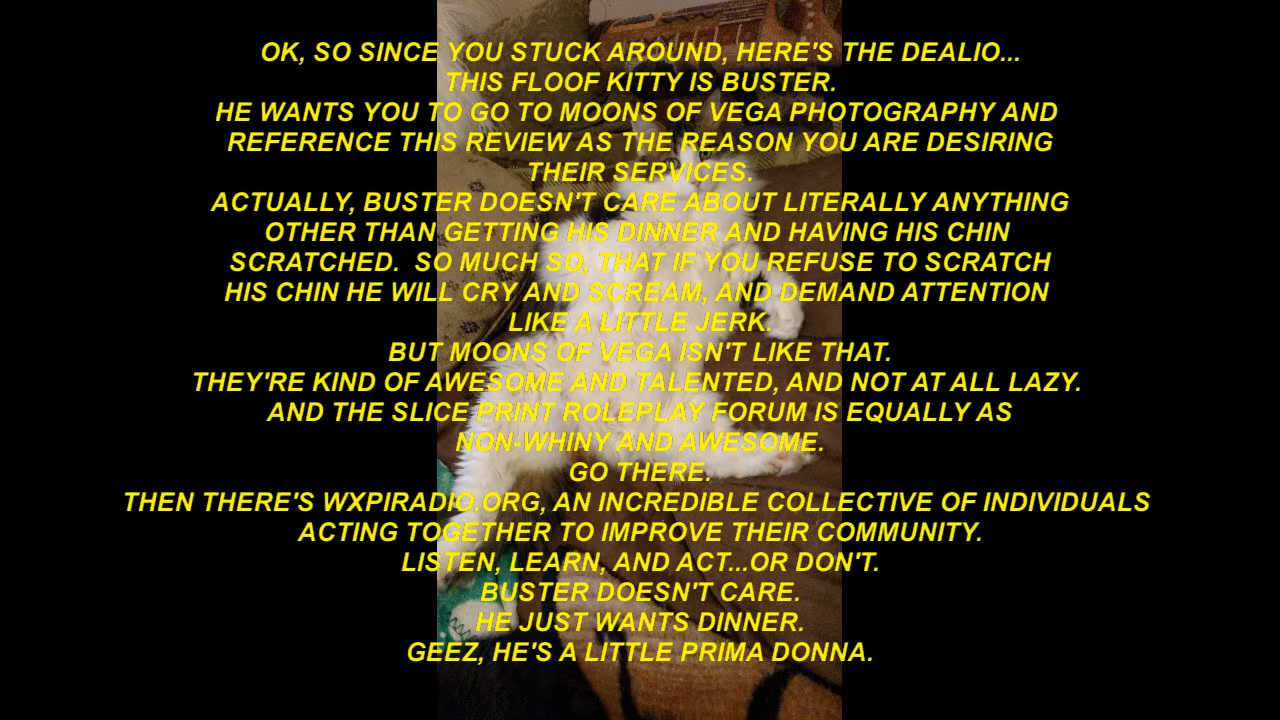 OK, SO SINCE YOU STUCK AROUND, HERE'S THE DEALIO...
THIS FLOOF KITTY IS BUSTER.
HE WANTS YOU TO GO TO MOONS OF VEGA PHOTOGRAPHY AND
REFERENCE THIS REVIEW AS THE REASON YOU ARE DESIRING
THEIR SERVICES.
ACTUALLY, BUSTER DOESN'T CARE ABOUT LITERALLY ANYTHING
OTHER THAN GETTING HIS DINNER AND HAVING HIS CHIN
SCRATCHED.  SO MUCH SO, THAT IF YOU REFUSE TO SCRATCH
HIS CHIN HE WILL CRY AND SCREAM, AND DEMAND ATTENTION
LIKE A LITTLE JERK.
BUT MOONS OF VEGA ISN'T LIKE THAT.
THEY'RE KIND OF AWESOME AND TALENTED, AND NOT AT ALL LAZY.
AND THE SLICE PRINT ROLEPLAY FORUM IS EQUALLY AS
NON-WHINY AND AWESOME.
GO THERE.
THEN THERE'S WXPIRADIO.ORG, AN INCREDIBLE COLLECTIVE OF INDIVIDUALS
ACTING TOGETHER TO IMPROVE THEIR COMMUNITY.
LISTEN, LEARN, AND ACT...OR DON'T.
BUSTER DOESN'T CARE.
HE JUST WANTS DINNER.
GEEZ, HE'S A LITTLE PRIMA DONNA.